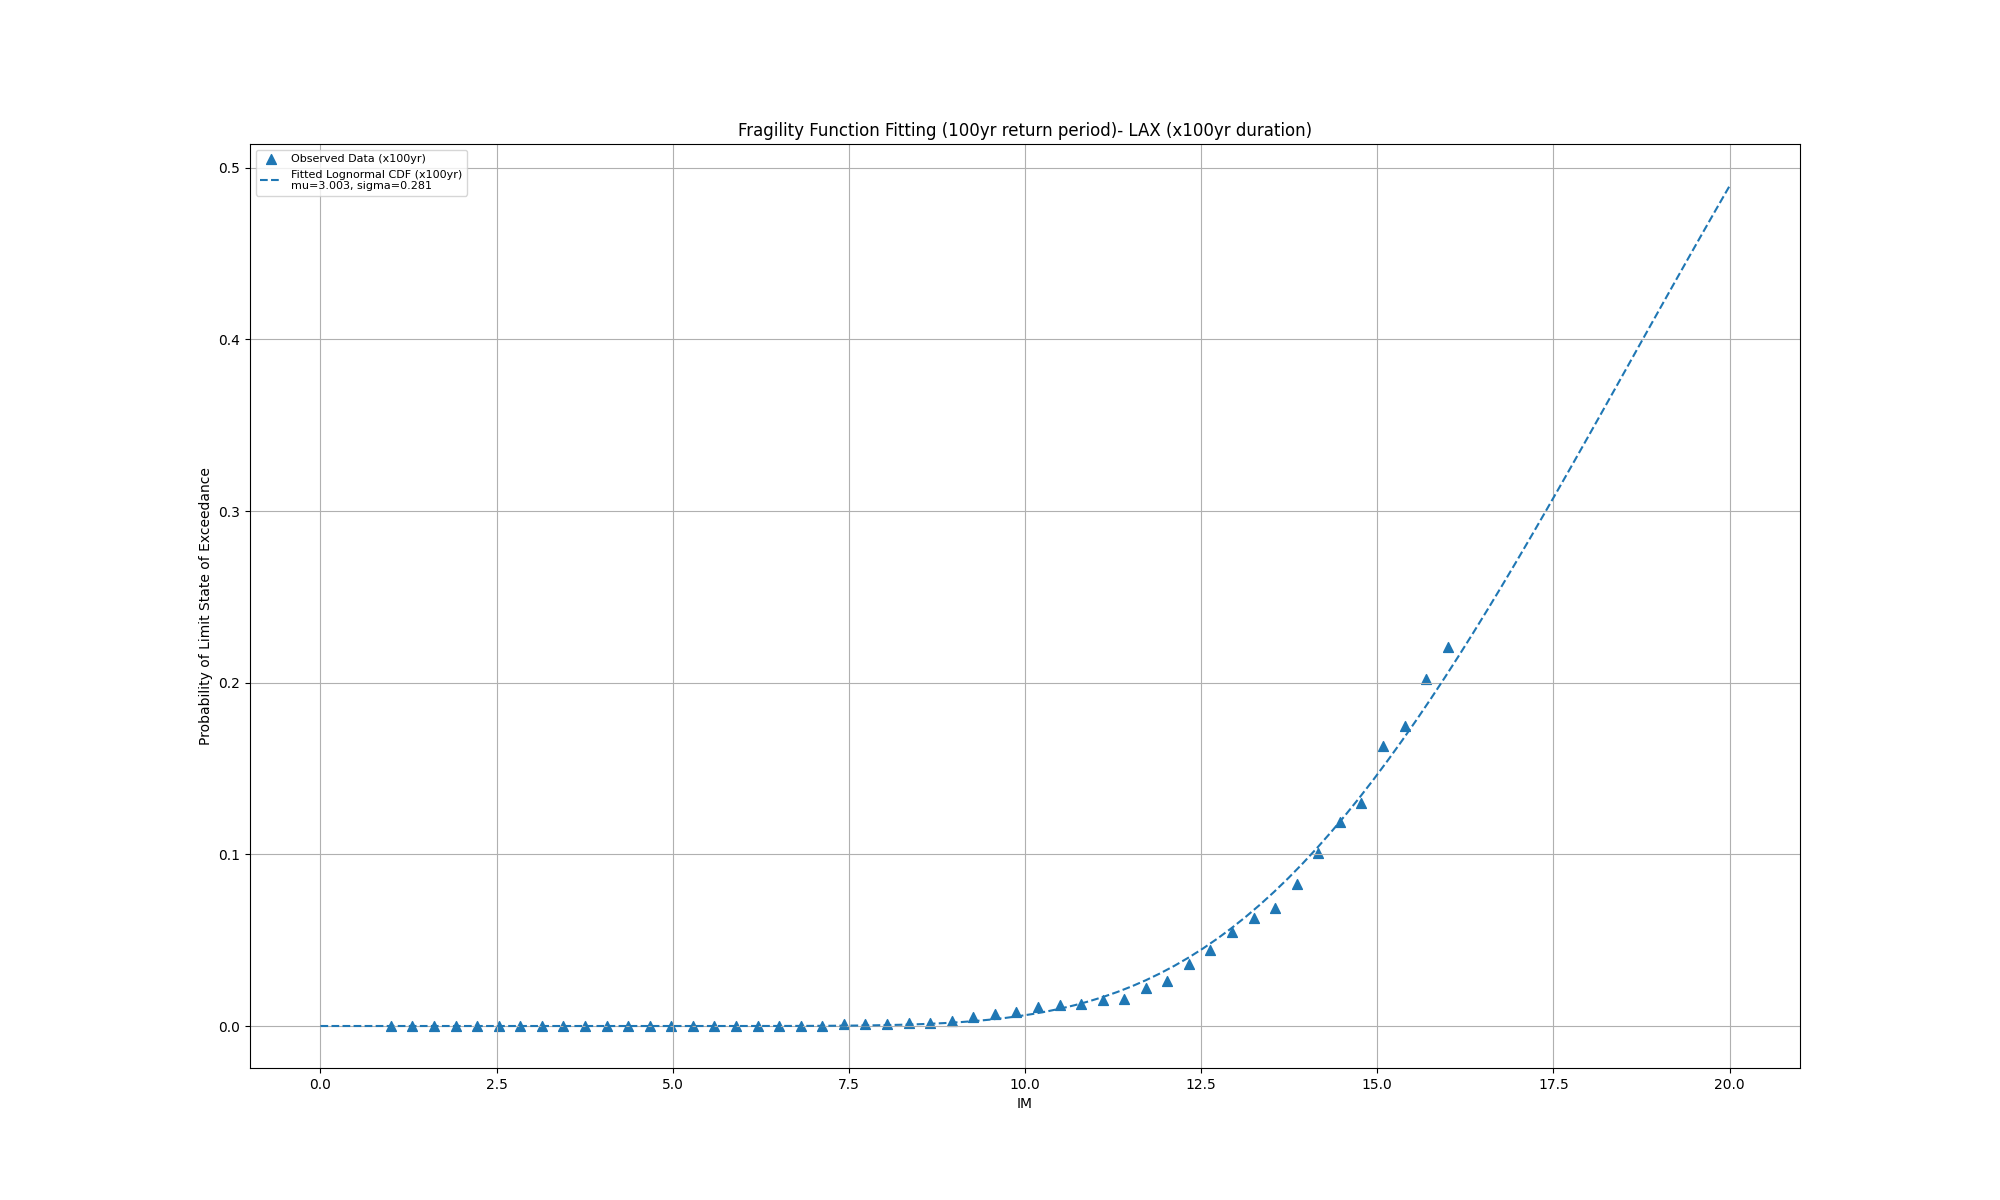 Fragility Function Fitting (100yr return period)- LAX (x100yr duration)
Observed Data (x100yr)
Fitted Lognormal CDF (x100yr)
mu=3.003, sigma=0.281
0.5
0.4
0.3
0.2
0.1
0.0
Probability of Limit State of Exceedance
0.0 2.5 5.0 7.5 10.0 12.5 15.0 17.5 20.0
IM